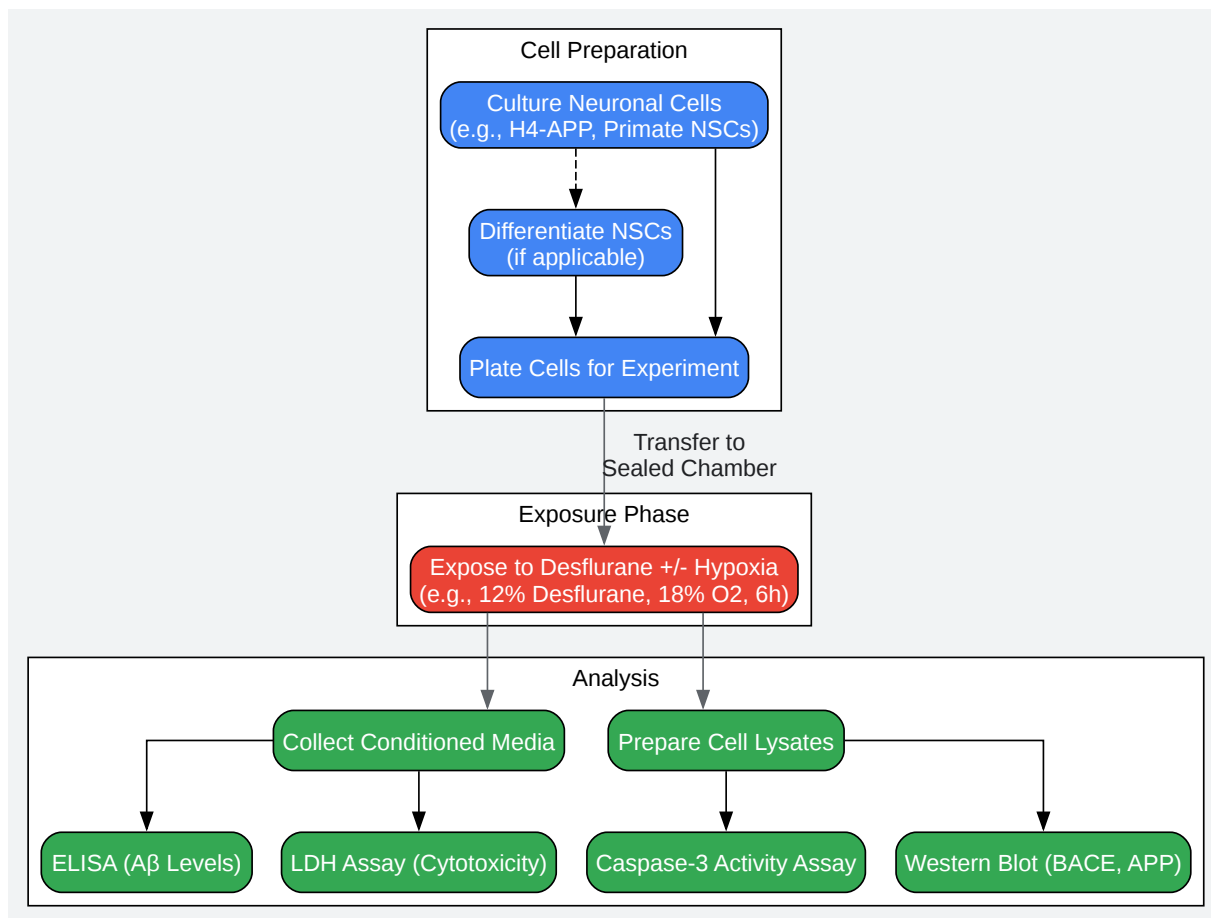 Cell Preparation
Culture Neuronal Cells
(e.g., H4-APP, Primate NSCs)
Differentiate NSCs
(if applicable)
Plate Cells for Experiment
Transfer to
Sealed Chamber
Exposure Phase
Expose to Desflurane +/- Hypoxia
(e.g., 12% Desflurane, 18% O2, 6h)
Analysis
Collect Conditioned Media
Prepare Cell Lysates
ELISA (Aβ Levels)
LDH Assay (Cytotoxicity)
Caspase-3 Activity Assay
Western Blot (BACE, APP)